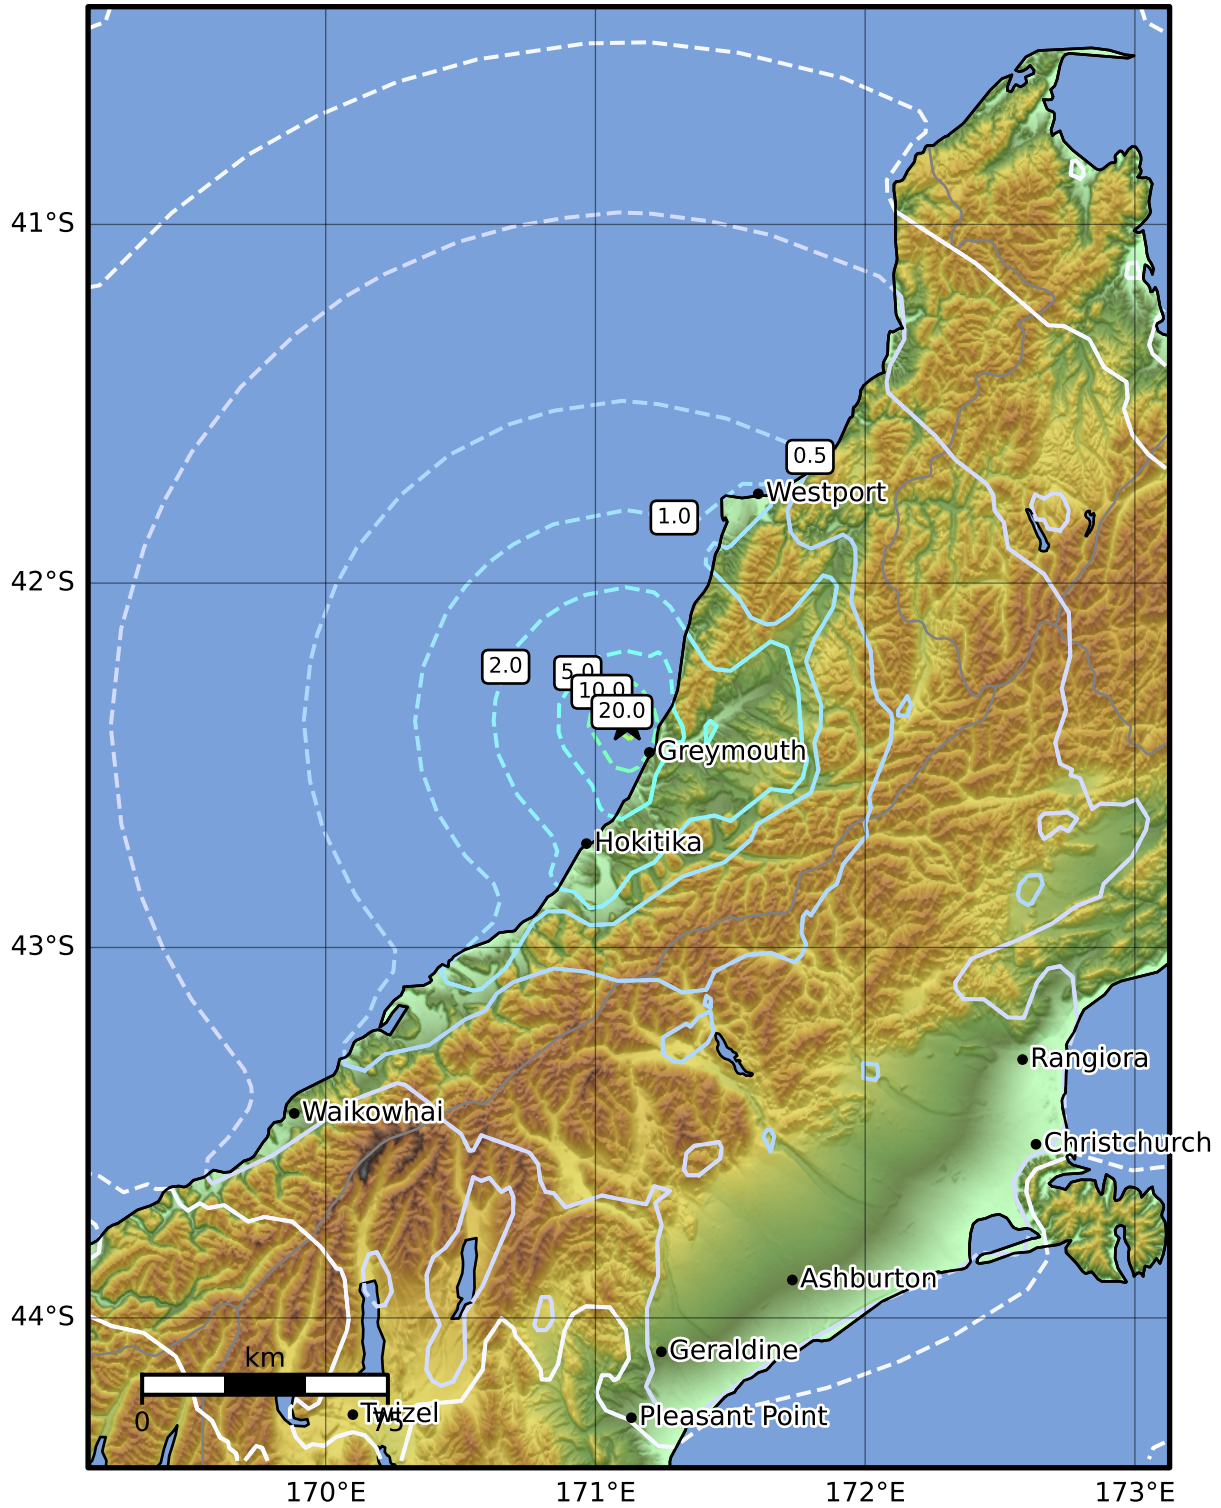 41°S
0.5
Westport
1.0
42°S
2.0
5.0
10.0
20.0
Greymouth
Hokitika
43°S
Rangiora
Waikowhai
Christchurch
Ashburton
44°S
Geraldine
km
0
75
Twizel
Pleasant Point
170°E
171°E
172°E
173°E